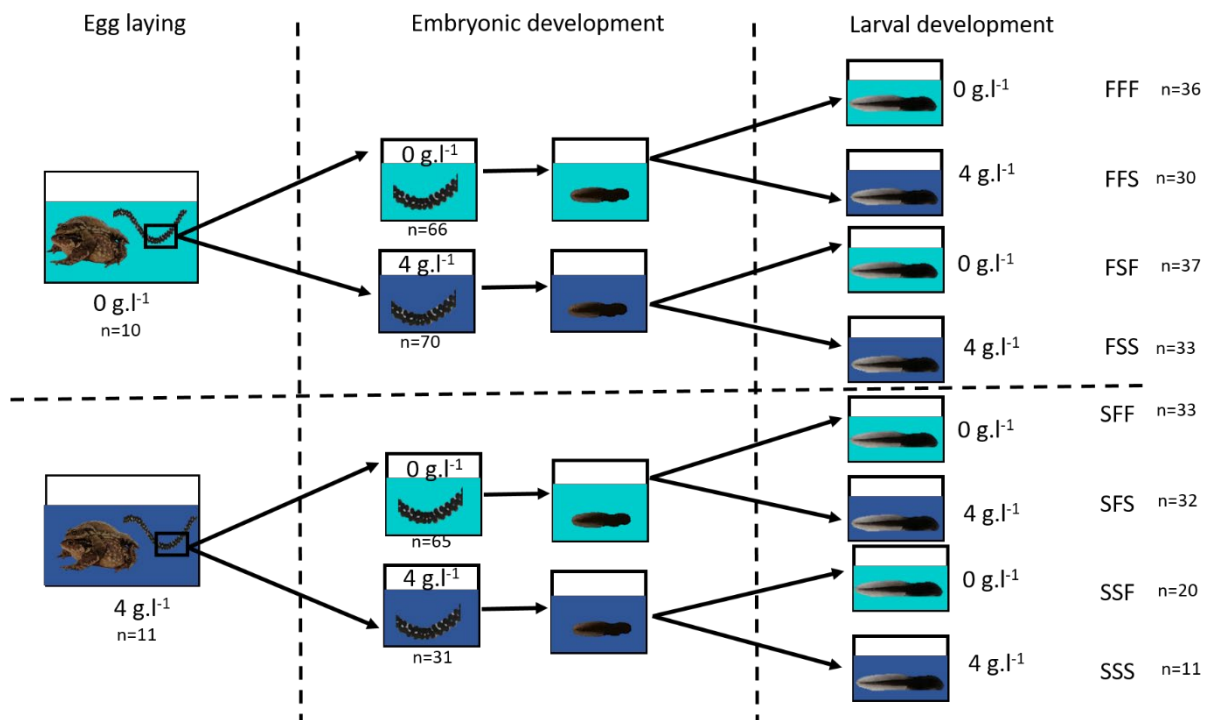 Egg laying
Embryonic development
Larval development
0 g.l⁻¹
n=10
0 g.l⁻¹
n=66
4 g.l⁻¹
n=70
0 g.l⁻¹ FFF n=36
4 g.l⁻¹ FFS n=30
0 g.l⁻¹ FSF n=37
4 g.l⁻¹ FSS n=33
4 g.l⁻¹
n=11
0 g.l⁻¹
n=65
4 g.l⁻¹
n=31
0 g.l⁻¹ SFF n=33
4 g.l⁻¹ SFS n=32
0 g.l⁻¹ SSF n=20
4 g.l⁻¹ SSS n=11